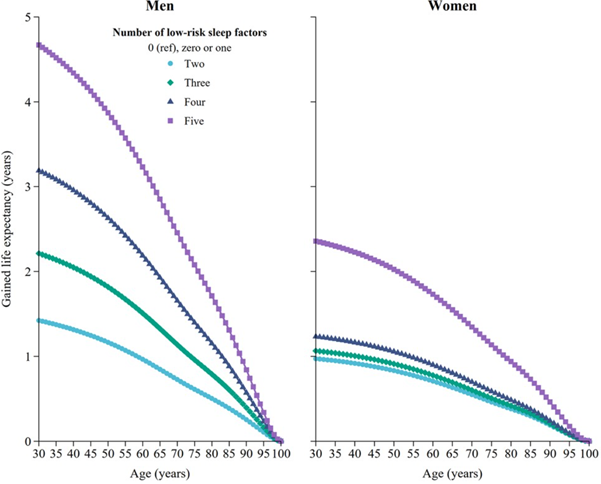 Men
Women
Number of low-risk sleep factors
0 (ref), zero or one
Two
Three
Four
Five
Gained life expectancy (years)
5
4
3
2
1
0
30 35 40 45 50 55 60 65 70 75 80 85 90 95 100
30 35 40 45 50 55 60 65 70 75 80 85 90 95 100
Age (years)
Age (years)